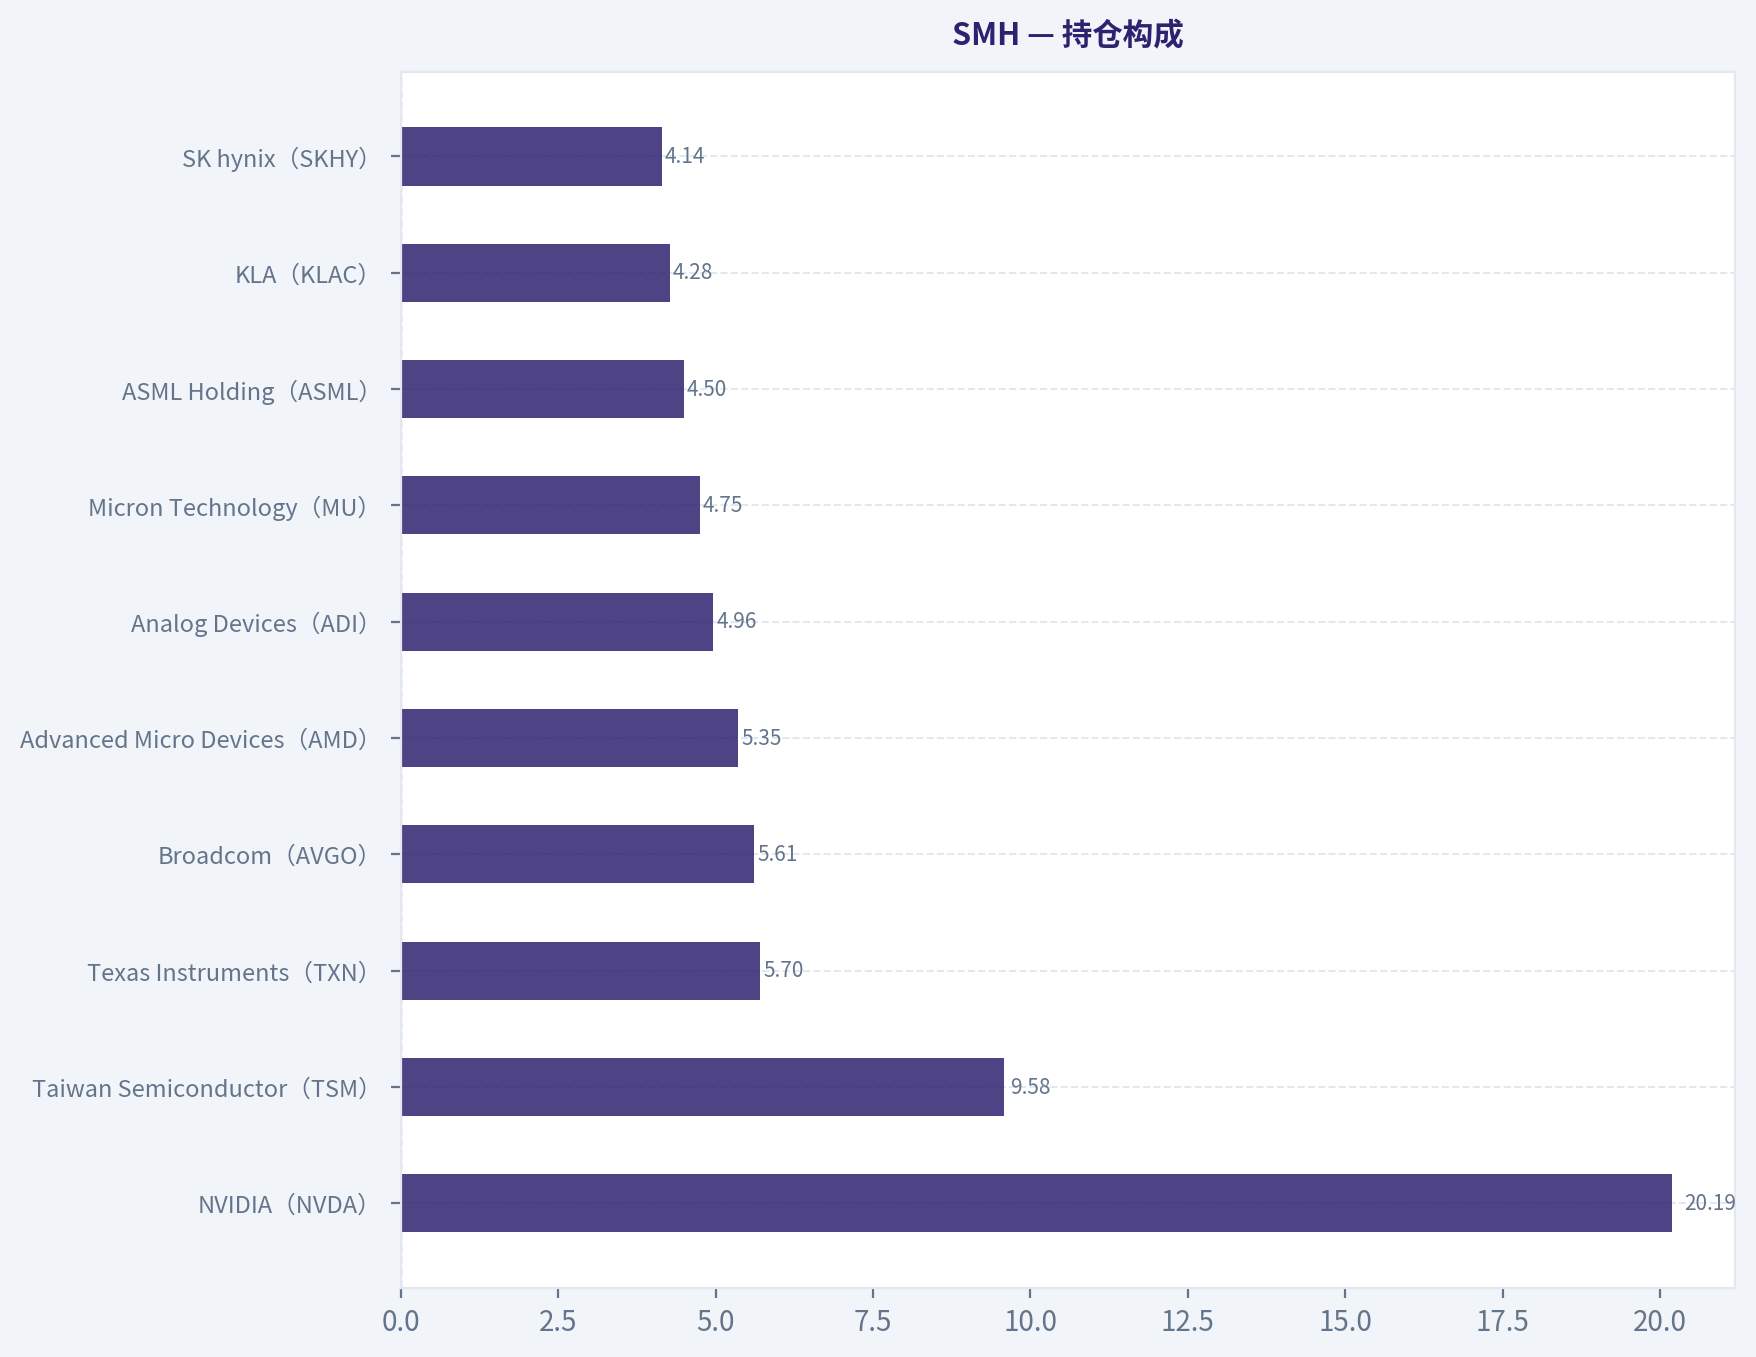 SMH — 持仓构成
SK hynix（SKHY） 4.14
KLA（KLAC） 4.28
ASML Holding（ASML） 4.50
Micron Technology（MU） 4.75
Analog Devices（ADI） 4.96
Advanced Micro Devices（AMD） 5.35
Broadcom（AVGO） 5.61
Texas Instruments（TXN） 5.70
Taiwan Semiconductor（TSM） 9.58
NVIDIA（NVDA） 20.19
0.0 2.5 5.0 7.5 10.0 12.5 15.0 17.5 20.0